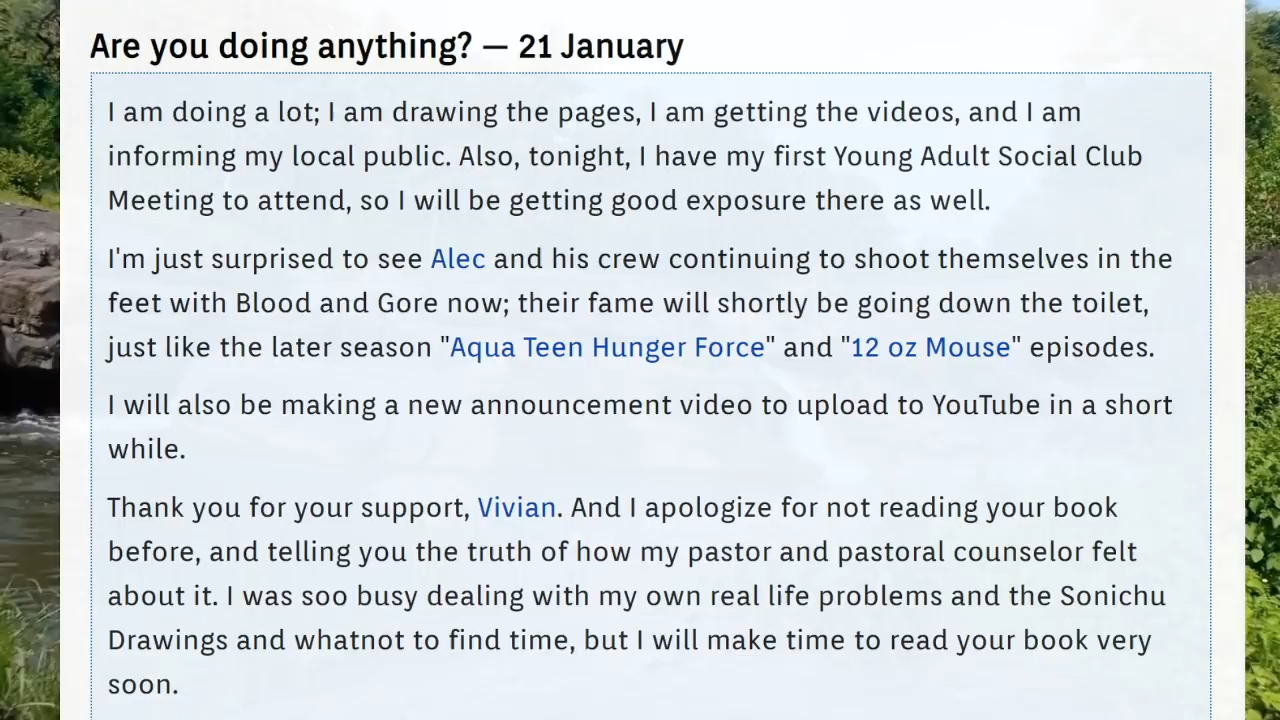 Are you doing anything? — 21 January
I am doing a lot; I am drawing the pages, I am getting the videos, and I am
informing my local public. Also, tonight, I have my first Young Adult Social Club
Meeting to attend, so I will be getting good exposure there as well.
I'm just surprised to see Alec and his crew continuing to shoot themselves in the
feet with Blood and Gore now; their fame will shortly be going down the toilet,
just like the later season "Aqua Teen Hunger Force" and "12 oz Mouse" episodes.
I will also be making a new announcement video to upload to YouTube in a short
while.
Thank you for your support, Vivian. And I apologize for not reading your book
before, and telling you the truth of how my pastor and pastoral counselor felt
about it. I was soo busy dealing with my own real life problems and the Sonichu
Drawings and whatnot to find time, but I will make time to read your book very
soon.